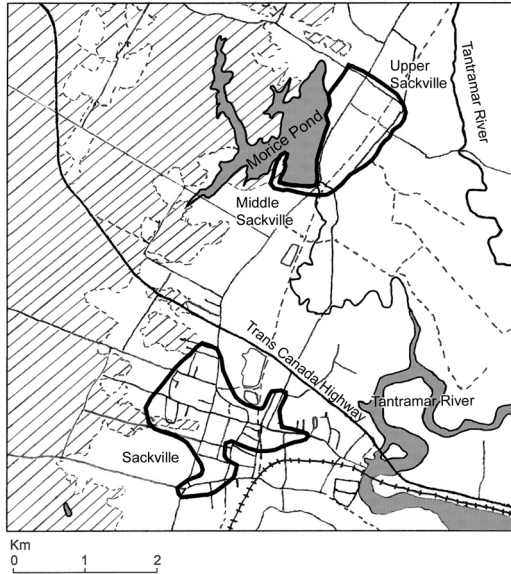 Upper
Sackville
Tantramar River
Morice Pond
Middle
Sackville
Trans Canada Highway
Tantramar River
Sackville
Km
0 1 2